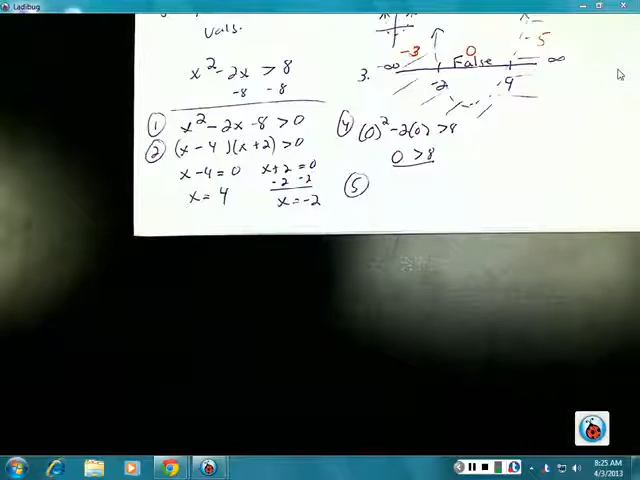 Ladibug
vals.
x² - 2x > 8
-8 -8
① x² - 2x - 8 > 0
② (x - 4)(x + 2) > 0
x - 4 = 0 x + 2 = 0
-2 -2
x = 4 x = -2
-3 0 5
3. -∞ False ∞
-2 4
④ (0)² - 2(0) > 8
0 > 8
⑤
8:25 AM
4/3/2013